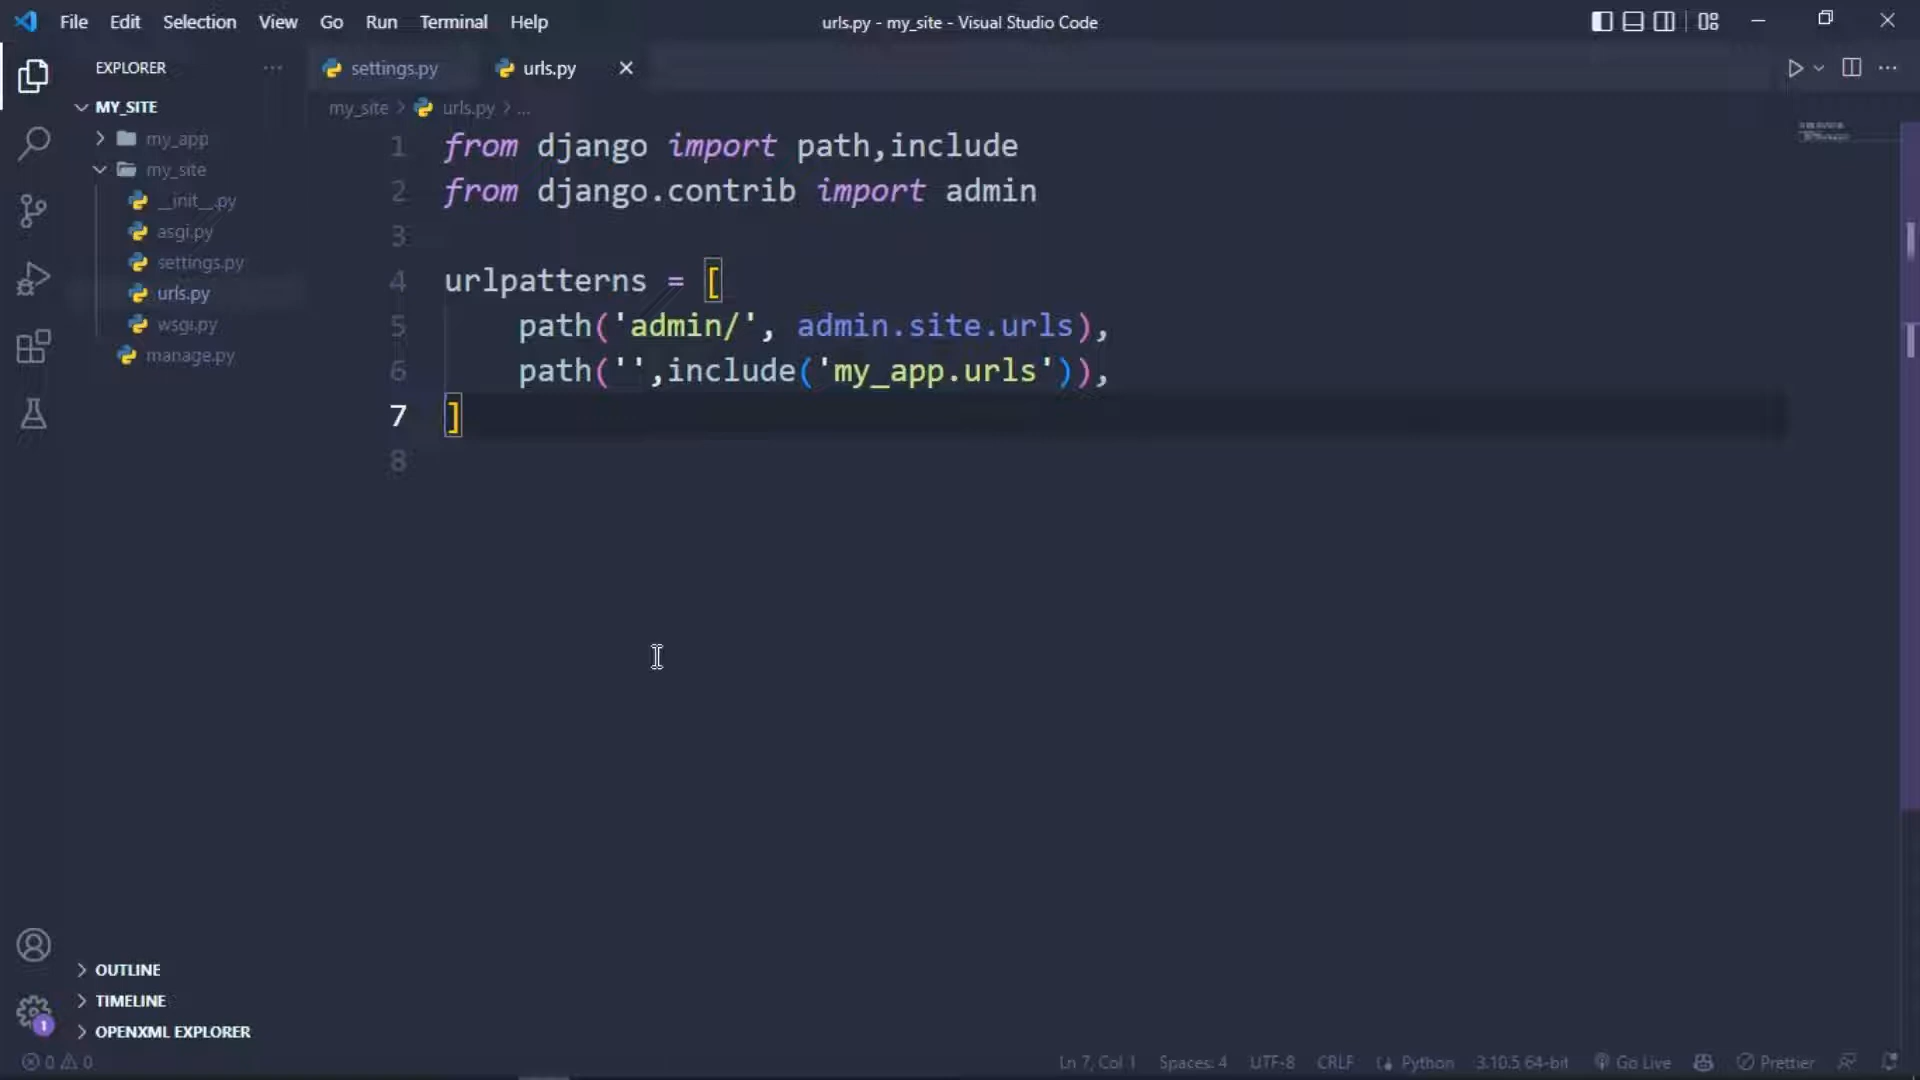 File Edit Selection View Go Run Terminal Help
urls.py - my_site - Visual Studio Code
EXPLORER
MY_SITE
my_app
my_site
__init__.py
asgi.py
settings.py
urls.py
wsgi.py
manage.py
settings.py
urls.py
my_site > urls.py > ...
1 from django import path,include
2 from django.contrib import admin
3
4 urlpatterns = [
5 path('admin/', admin.site.urls),
6 path('',include('my_app.urls')),
7 ]
8
OUTLINE
TIMELINE
OPENXML EXPLORER
1
0 0
Ln 7, Col 1 Spaces: 4 UTF-8 CRLF Python 3.10.5 64-bit Go Live Prettier